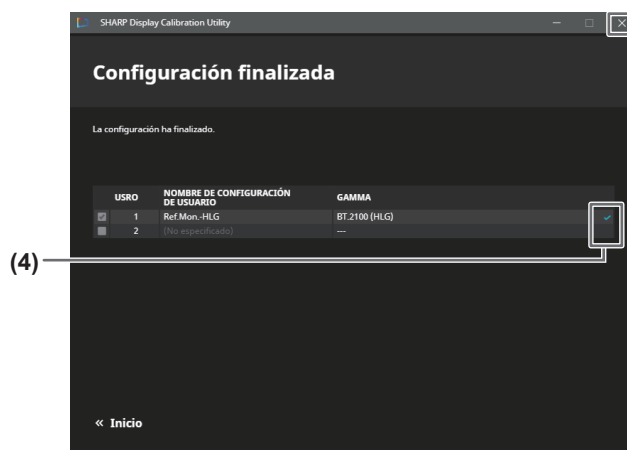 SHARP Display Calibration Utility
Configuración finalizada
La configuración ha finalizado.
USRO NOMBRE DE CONFIGURACIÓN DE USUARIO GAMMA
1 Ref.Mon.-HLG BT.2100 (HLG)
2 (No especificado) ---
(4)
« Inicio